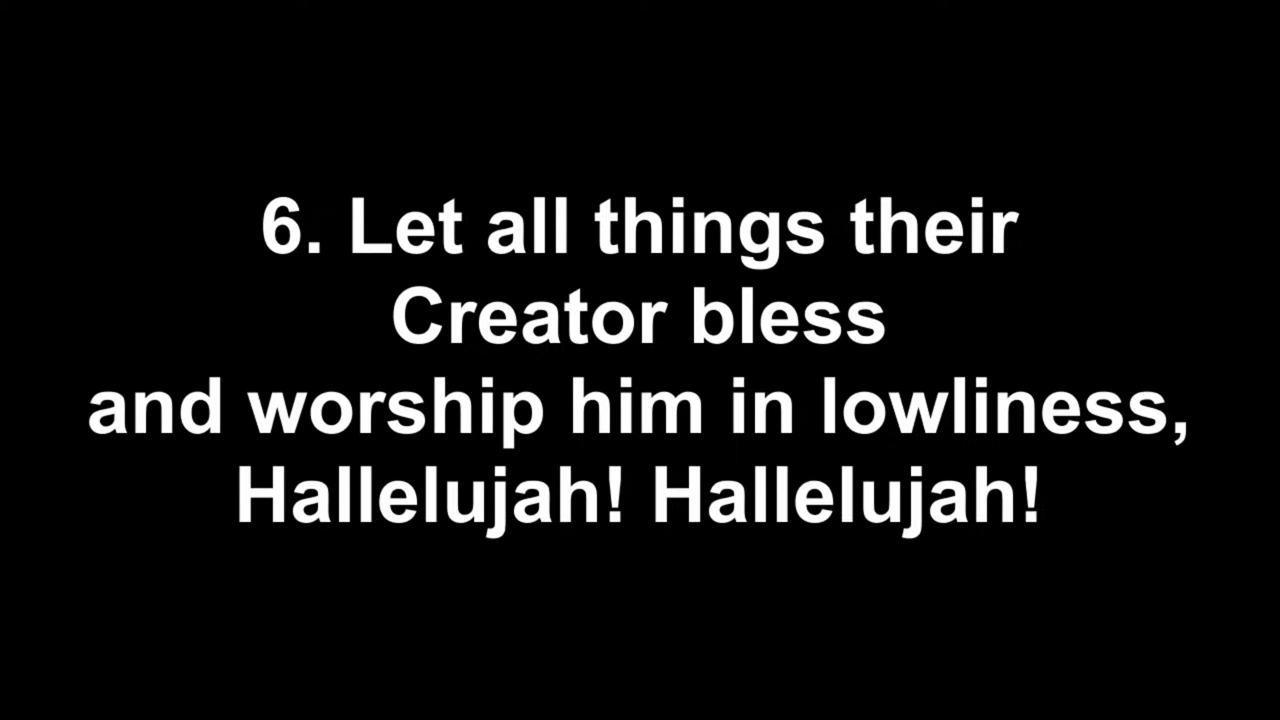 6. Let all things their
Creator bless
and worship him in lowliness,
Hallelujah! Hallelujah!